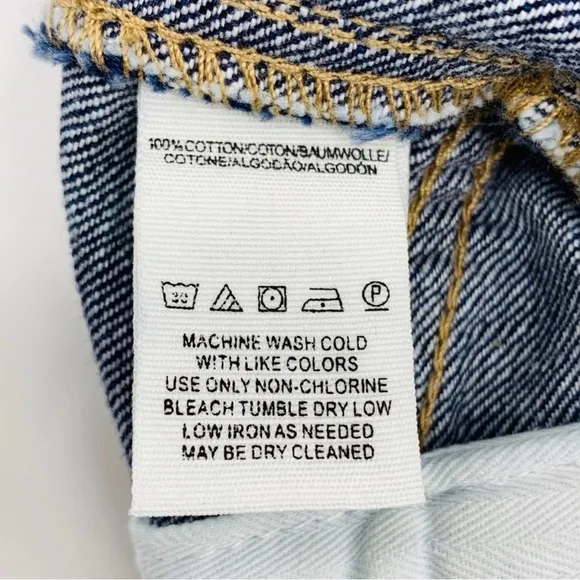 100% COTTON/COTON/BAUMWOLLE/
COTONE/ALGODÃO/ALGODÓN
30 P
MACHINE WASH COLD
WITH LIKE COLORS
USE ONLY NON-CHLORINE
BLEACH TUMBLE DRY LOW
LOW IRON AS NEEDED
MAY BE DRY CLEANED